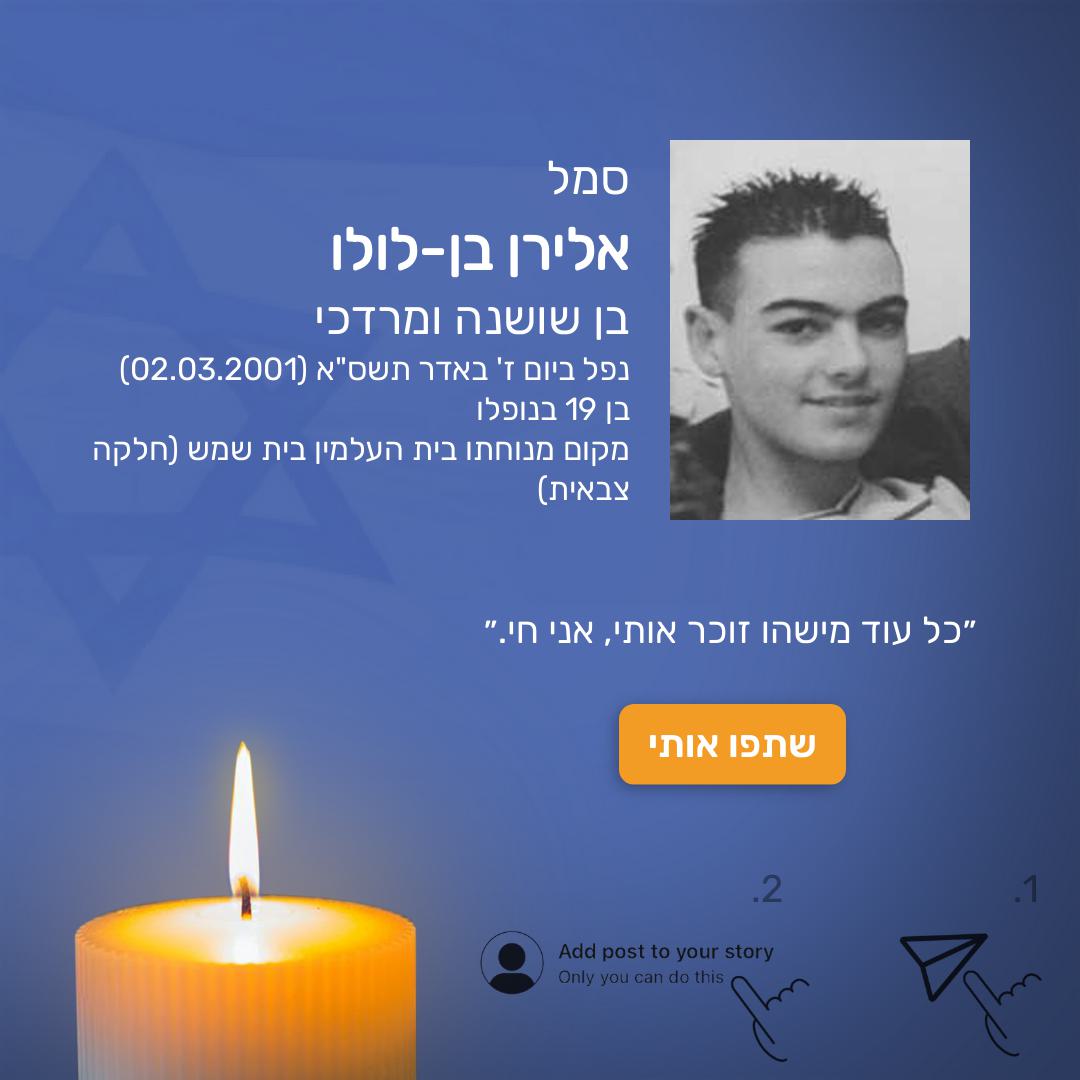 סמל
אלירן בן-לולו
בן שושנה ומרדכי
נפל ביום ז' באדר תשס"א (02.03.2001)
בן 19 בנופלו
מקום מנוחתו בית העלמין בית שמש (חלקה
צבאית)
״כל עוד מישהו זוכר אותי, אני חי.״
שתפו אותי
.1
.2
Add post to your story
Only you can do this